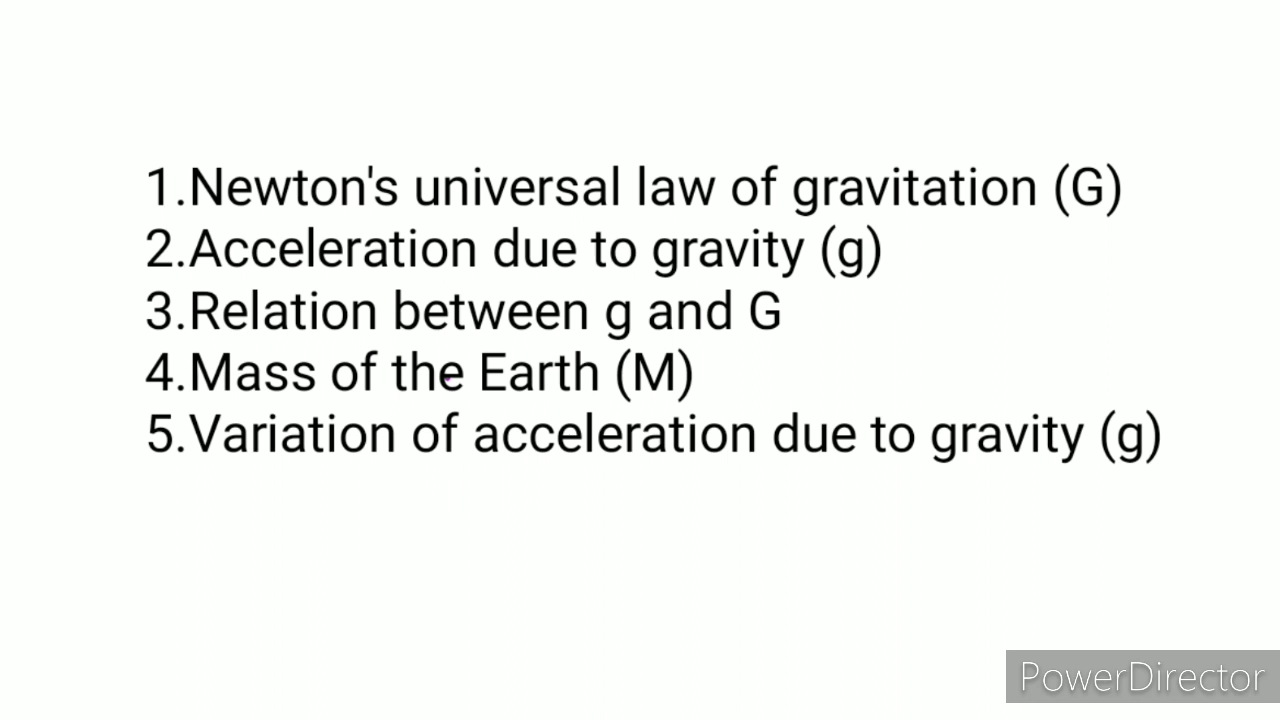 1.Newton's universal law of gravitation (G)
2.Acceleration due to gravity (g)
3.Relation between g and G
4.Mass of the Earth (M)
5.Variation of acceleration due to gravity (g)
PowerDirector